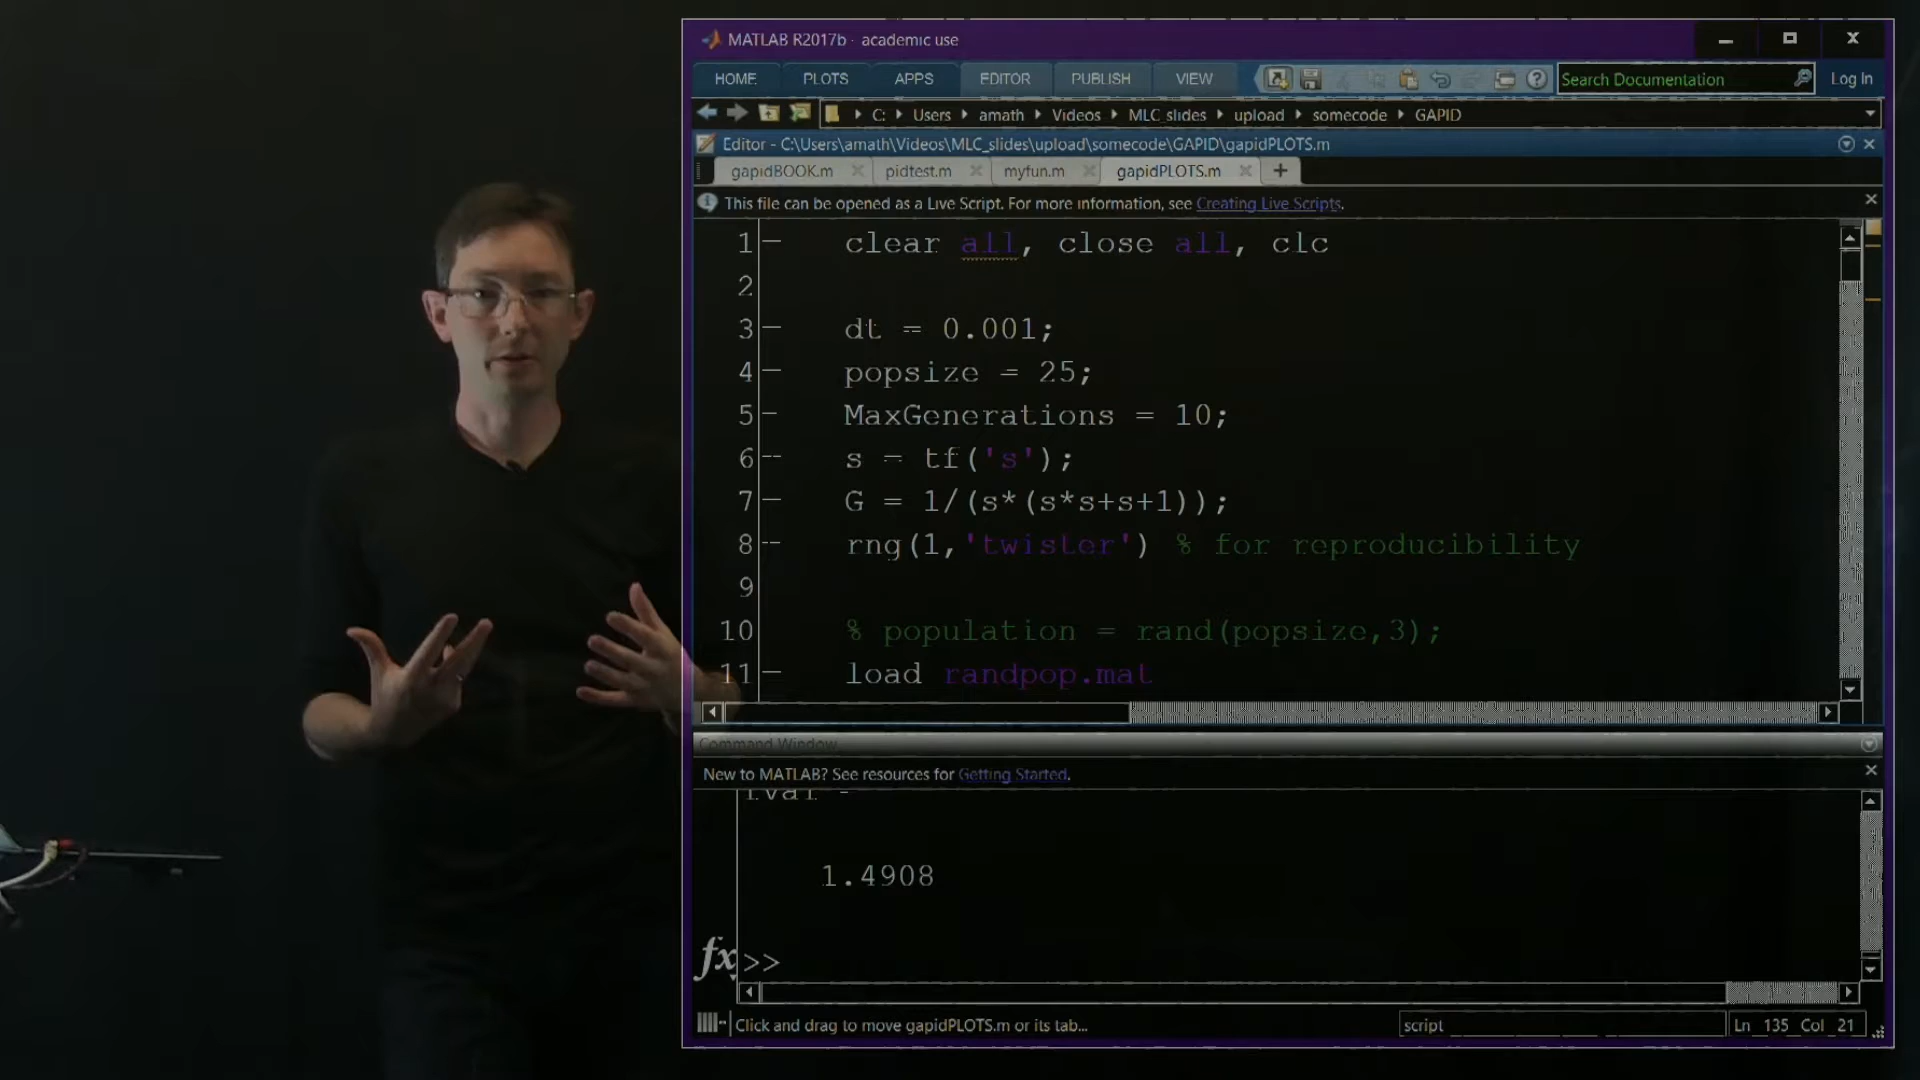 MATLAB R2017b - academic use
HOME PLOTS APPS EDITOR PUBLISH VIEW Search Documentation Log In
C: Users amath Videos MLC_slides upload somecode GAPID
Editor - C:\Users\amath\Videos\MLC_slides\upload\somecode\GAPID\gapidPLOTS.m
gapidBOOK.m pidtest.m myfun.m gapidPLOTS.m +
This file can be opened as a Live Script. For more information, see Creating Live Scripts.
1 clear all, close all, clc
2
3 dt = 0.001;
4 popsize = 25;
5 MaxGenerations = 10;
6 s = tf('s');
7 G = 1/(s*(s*s+s+1));
8 rng(1,'twister') % for reproducibility
9
10 % population = rand(popsize,3);
11 load randpop.mat
Command Window
New to MATLAB? See resources for Getting Started.
1.4908
fx >>
Click and drag to move gapidPLOTS.m or its tab...
script
Ln 135 Col 21